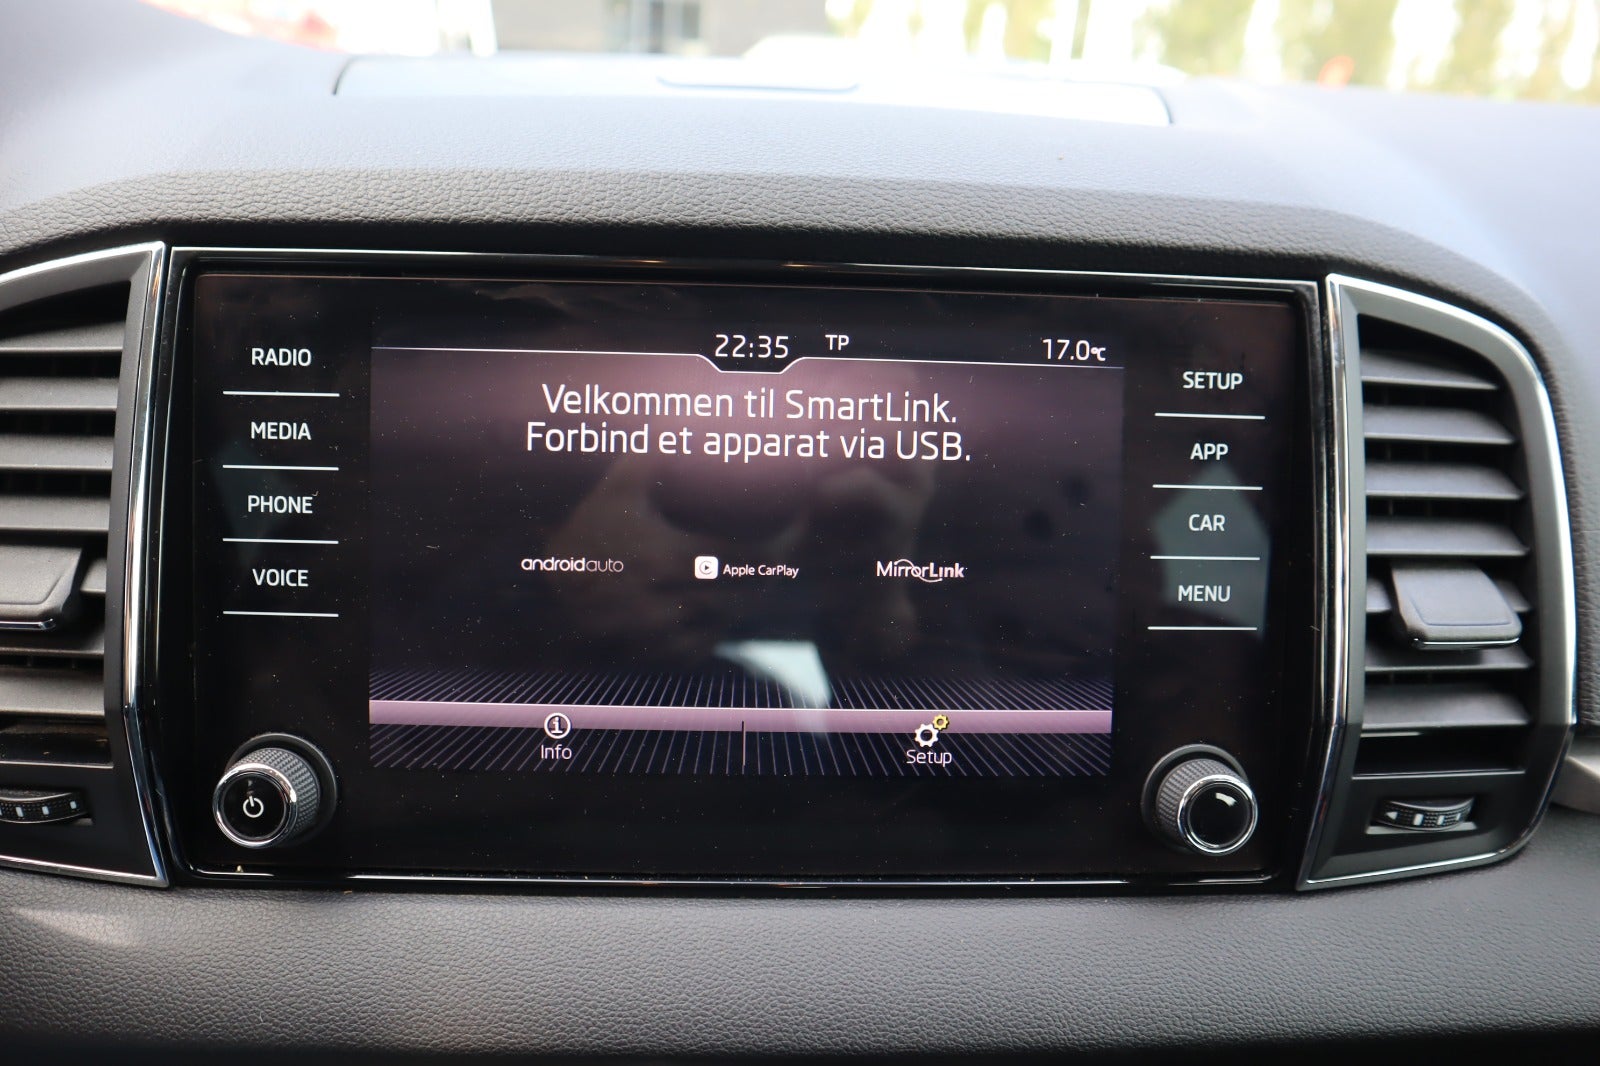 22:35 TP 17.0°C
RADIO
MEDIA
PHONE
VOICE
Velkommen til SmartLink.
Forbind et apparat via USB.
androidauto
Apple CarPlay
MirrorLink
Info
Setup
SETUP
APP
CAR
MENU